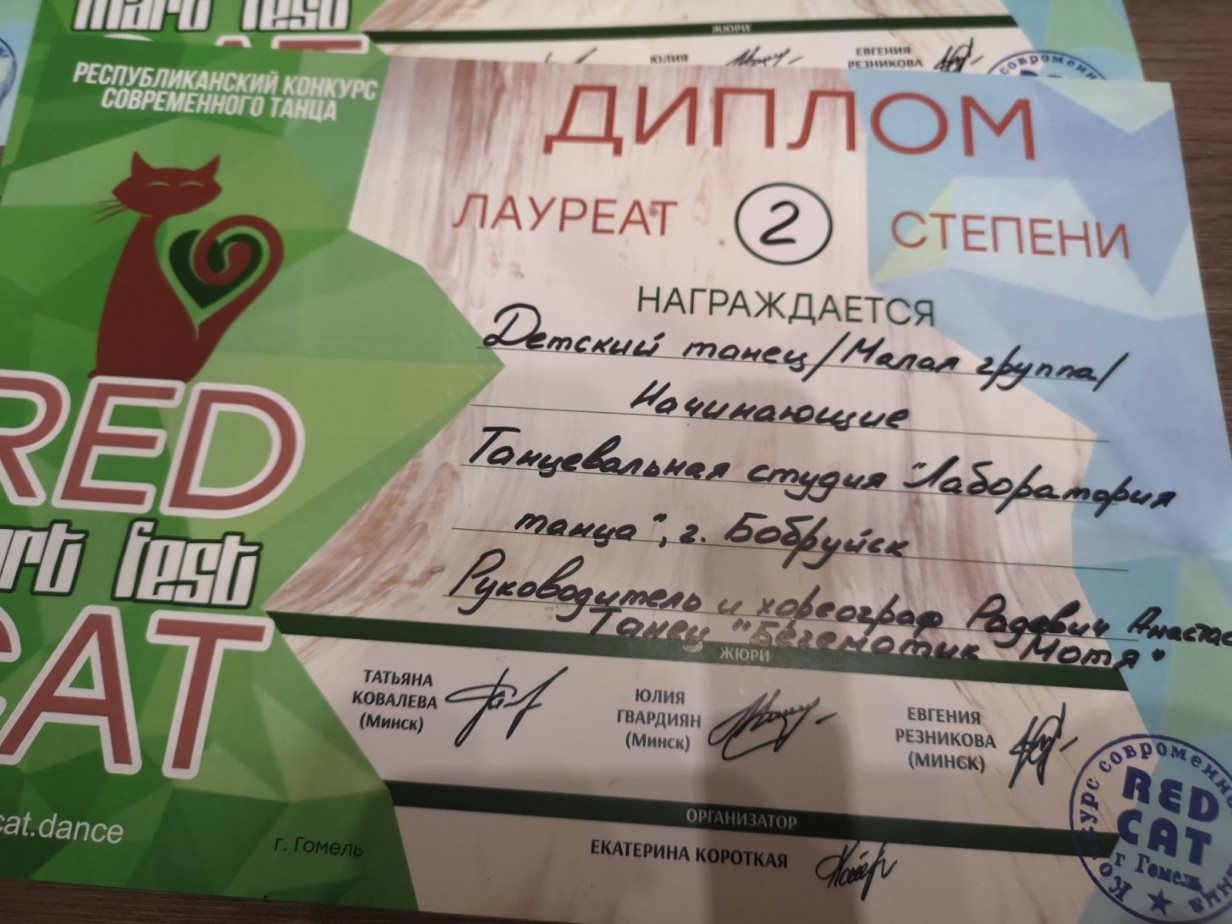 mart fest
ЖЮРИ
ЮЛИЯ
ЕВГЕНИЯ
РЕЗНИКОВА
РЕСПУБЛИКАНСКИЙ КОНКУРС
СОВРЕМЕННОГО ТАНЦА
ДИПЛОМ
ЛАУРЕАТ 2 СТЕПЕНИ
НАГРАЖДАЕТСЯ
Детский танец/Малая группа/
Начинающие
Танцевальная студия "Лаборатория
танца", г. Бобруйск
Руководитель и хореограф Радевич
Танец "Бегемотик Мотя"
RED
fest
CAT
ЖЮРИ
ТАТЬЯНА
КОВАЛЕВА
(Минск)
ЮЛИЯ
ГВАРДИЯН
(Минск)
ЕВГЕНИЯ
РЕЗНИКОВА
(МИНСК)
ОРГАНИЗАТОР
ЕКАТЕРИНА КОРОТКАЯ
cat.dance
г. Гомель
RED
CAT
г Гомель